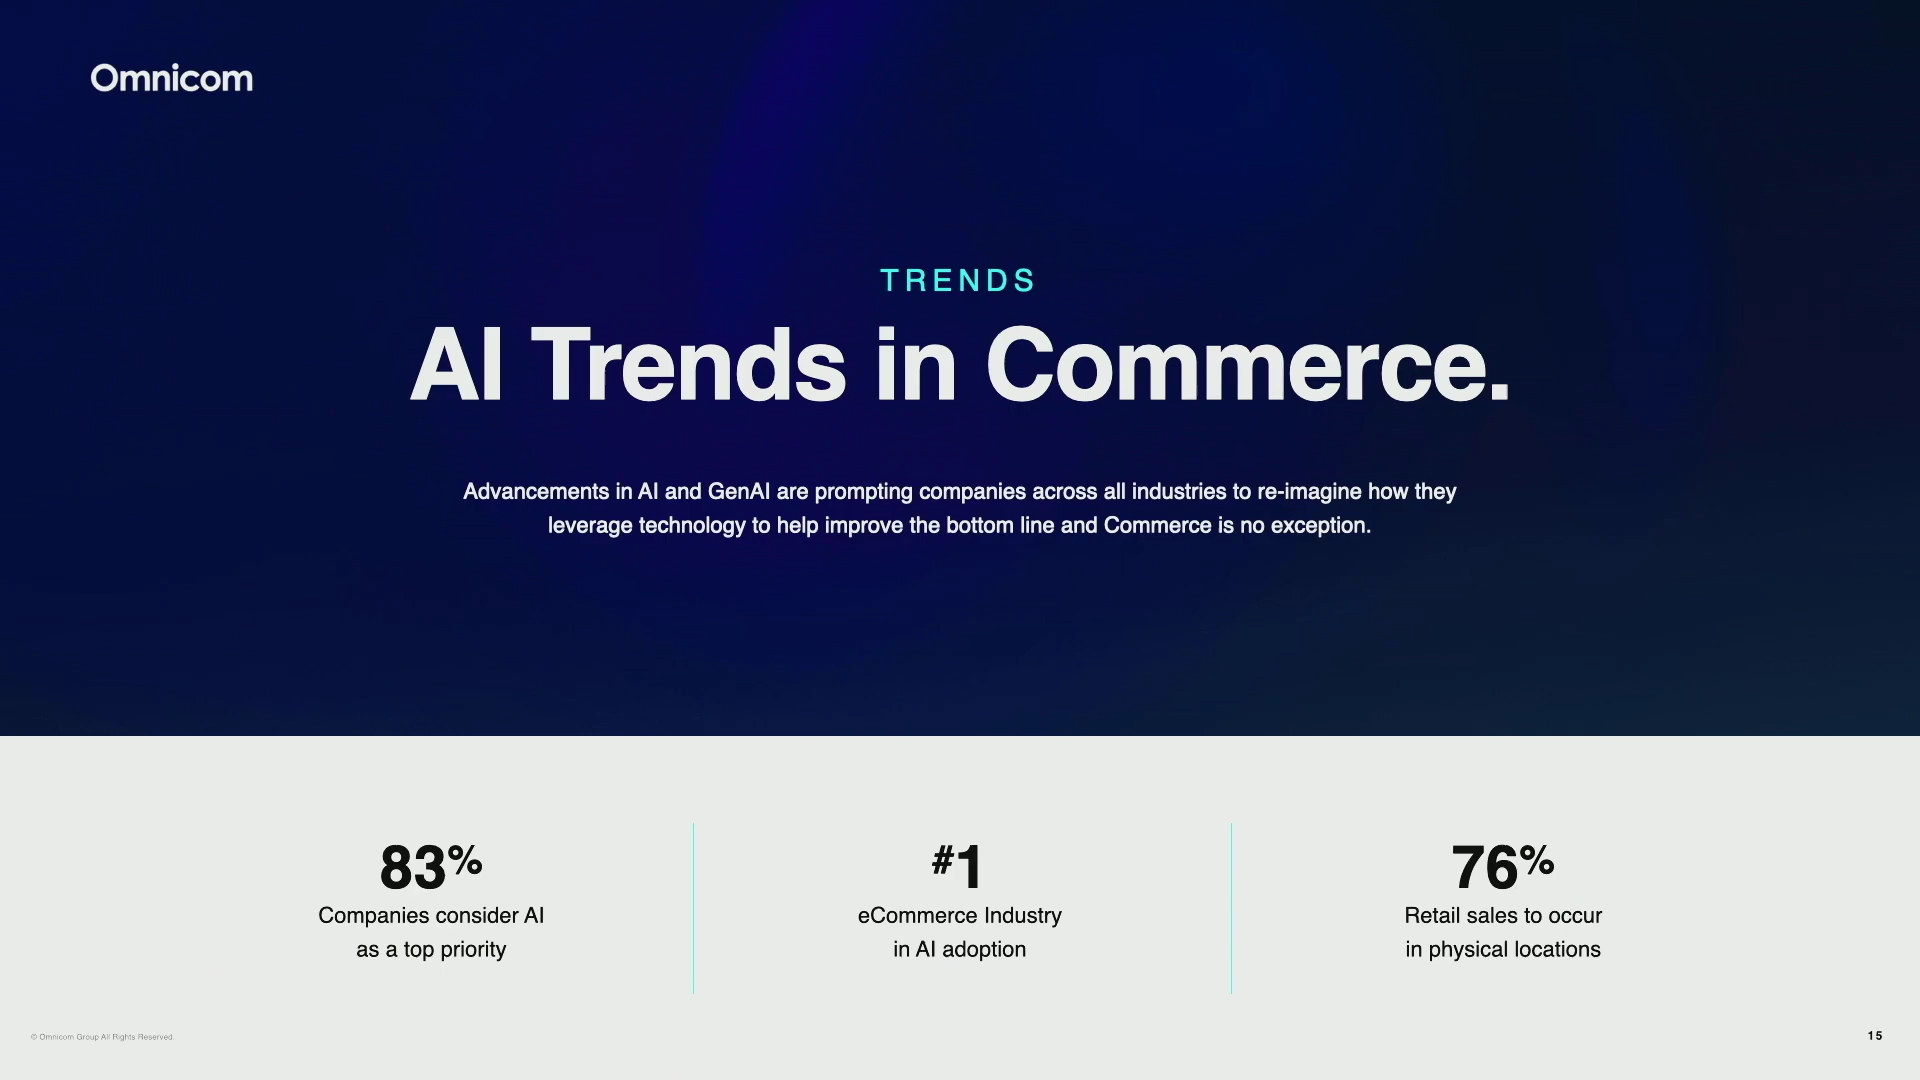 Omnicom
TRENDS
AI Trends in Commerce.
Advancements in AI and GenAI are prompting companies across all industries to re-imagine how they
leverage technology to help improve the bottom line and Commerce is no exception.
83%
Companies consider AI
as a top priority
#1
eCommerce Industry
in AI adoption
76%
Retail sales to occur
in physical locations
© Omnicom Group All Rights Reserved.
15